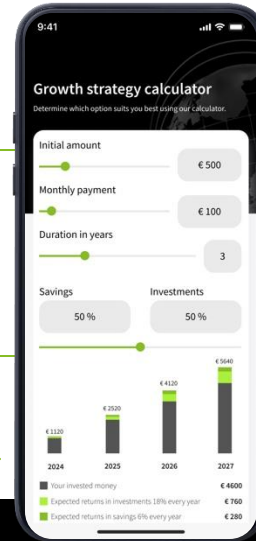 9:41
Growth strategy calculator
Determine which option suits you best using our calculator.
Initial amount
€ 500
Monthly payment
€ 100
Duration in years
3
Savings Investments
50 % 50 %
€ 5640
€ 4120
€ 2520
€ 1120
2024 2025 2026 2027
Your invested money € 4600
Expected returns in investments 18% every year € 760
Expected returns in savings 6% every year € 280